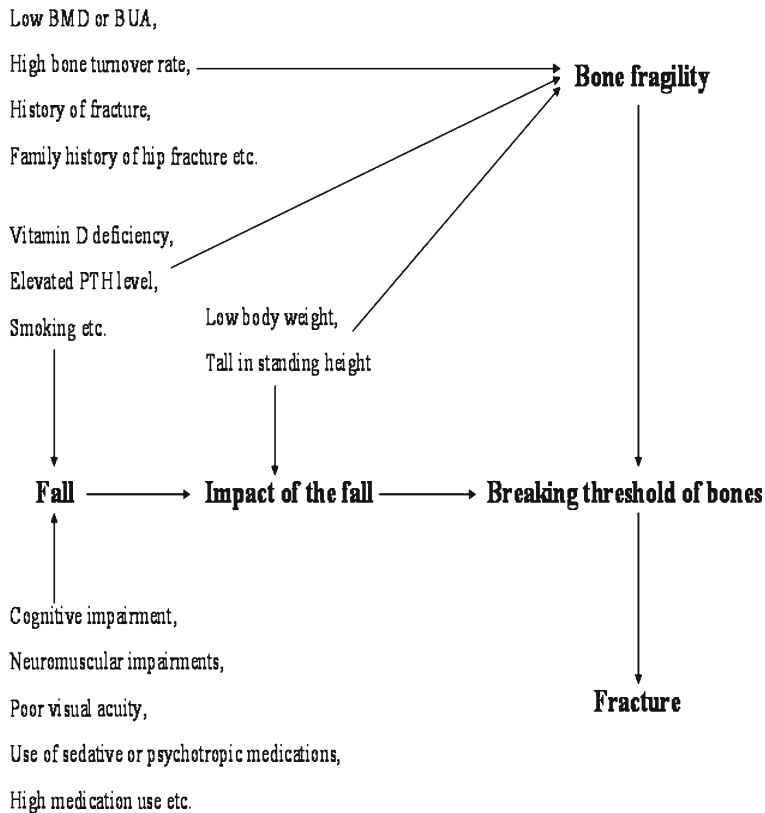 Low BMD or BUA,
High bone turnover rate,
Bone fragility
History of fracture,
Family history of hip fracture etc.
Vitamin D deficiency,
Elevated PTH level,
Smoking etc.
Low body weight,
Tall in standing height
Fall
Impact of the fall
Breaking threshold of bones
Cognitive impairment,
Neuromuscular impairments,
Poor visual acuity,
Fracture
Use of sedative or psychotropic medications,
High medication use etc.